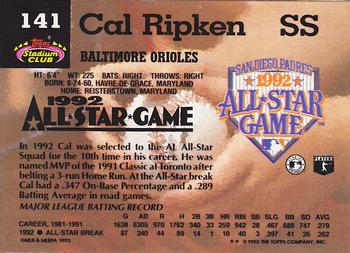 141
Cal Ripken SS
Topps
Stadium
CLUB
BALTIMORE ORIOLES
HT: 6'4" WT: 225 BATS: RIGHT THROWS: RIGHT
BORN: 8-24-60, HAVRE DE GRACE, MARYLAND
HOME: REISTERSTOWN, MARYLAND
1992
ALL★STAR★GAME
SAN DIEGO PADRES
1992
ALL★STAR
GAME
In 1992 Cal was selected to the AL All-Star
Squad for the 10th time in his career. He was
named MVP of the 1991 Classic at Toronto after
belting a 3-run Home Run. At the All-Star break
Cal had a .347 On-Base Percentage and a .289
Batting Average in road games.
MAJOR LEAGUE BATTING RECORD
G AB R H 2B 3B HR RBI SB SLG BB SO AVG
CAREER, 1981-1991
1992 ALL-STAR BREAK
©MLB & MLBPA 1992
© 1992 THE TOPPS COMPANY, INC.